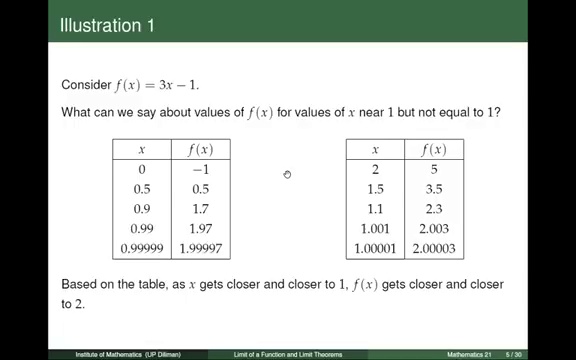 Illustration 1
Consider f(x) = 3x − 1.
What can we say about values of f(x) for values of x near 1 but not equal to 1?
x f(x)
0 −1
0.5 0.5
0.9 1.7
0.99 1.97
0.99999 1.99997
x f(x)
2 5
1.5 3.5
1.1 2.3
1.001 2.003
1.00001 2.00003
Based on the table, as x gets closer and closer to 1, f(x) gets closer and closer
to 2.
Institute of Mathematics (UP Diliman) Limit of a Function and Limit Theorems Mathematics 21 5 / 30